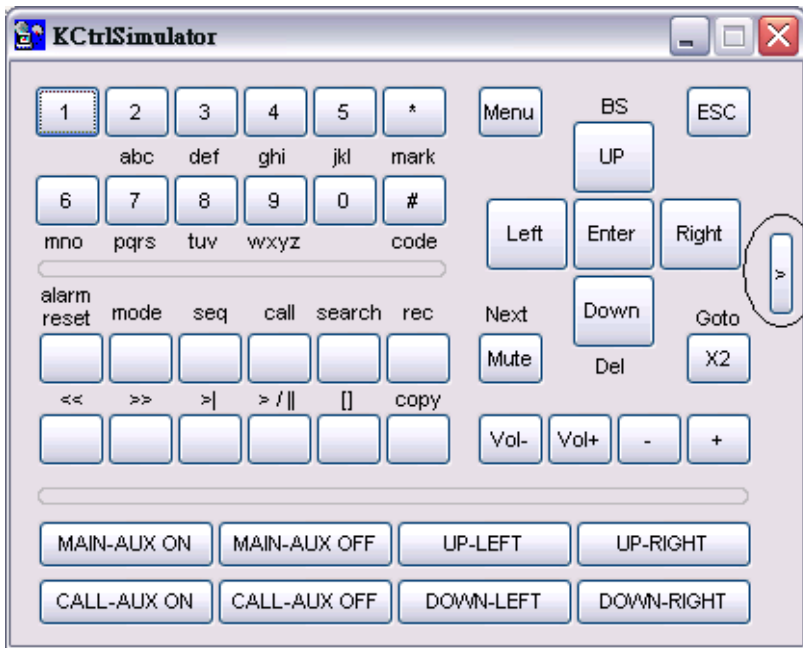 KCtrlSimulator
1 2 3 4 5 * Menu BS ESC
abc def ghi jkl mark UP
6 7 8 9 0 # Left Enter Right
mno pqrs tuv wxyz code >
alarm reset mode seq call search rec Next Down Goto
Mute Del X2
<< >> >| > / || [] copy
Vol- Vol+ - +
MAIN-AUX ON MAIN-AUX OFF UP-LEFT UP-RIGHT
CALL-AUX ON CALL-AUX OFF DOWN-LEFT DOWN-RIGHT